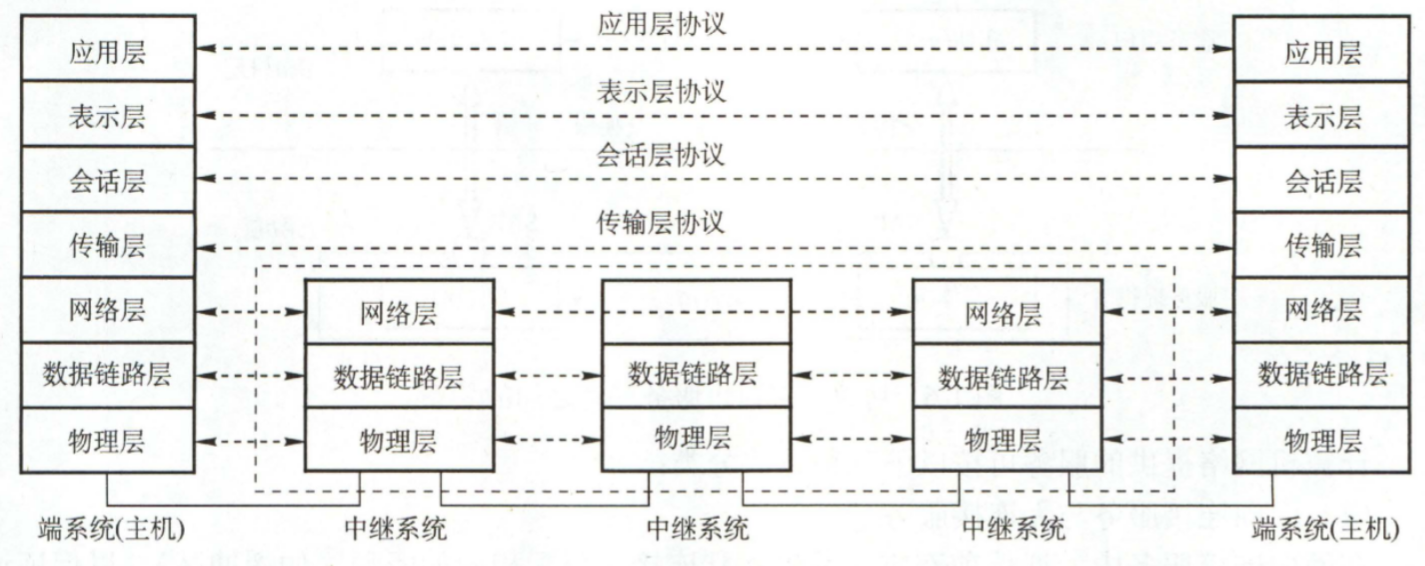 应用层协议
应用层
应用层
表示层协议
表示层
表示层
会话层协议
会话层
会话层
传输层协议
传输层
传输层
网络层
网络层
网络层
网络层
数据链路层
数据链路层
数据链路层
数据链路层
数据链路层
物理层
物理层
物理层
物理层
物理层
端系统(主机)
中继系统
中继系统
中继系统
端系统(主机)